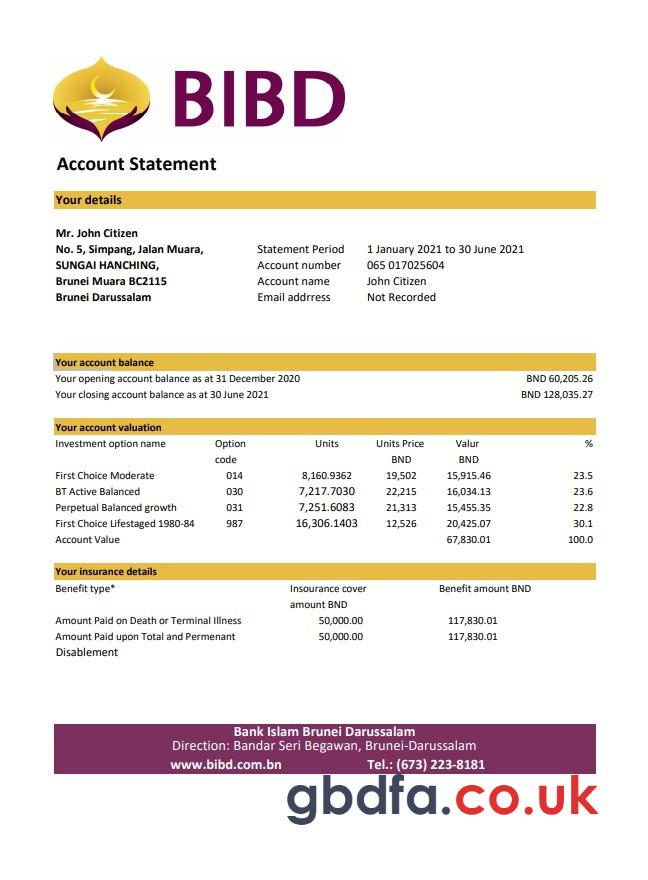 BIBD
Account Statement
Your details
Mr. John Citizen
No. 5, Simpang, Jalan Muara, Statement Period 1 January 2021 to 30 June 2021
SUNGAI HANCHING, Account number 065 017025604
Brunei Muara BC2115 Account name John Citizen
Brunei Darussalam Email addrress Not Recorded
Your account balance
Your opening account balance as at 31 December 2020 BND 60,205.26
Your closing account balance as at 30 June 2021 BND 128,035.27
Your account valuation
Investment option name Option Units Units Price Valur %
code BND BND
First Choice Moderate 014 8,160.9362 19,502 15,915.46 23.5
BT Active Balanced 030 7,217.7030 22,215 16,034.13 23.6
Perpetual Balanced growth 031 7,251.6083 21,313 15,455.35 22.8
First Choice Lifestaged 1980-84 987 16,306.1403 12,526 20,425.07 30.1
Account Value 67,830.01 100.0
Your insurance details
Benefit type* Insourance cover Benefit amount BND
amount BND
Amount Paid on Death or Terminal Illness 50,000.00 117,830.01
Amount Paid upon Total and Permenant 50,000.00 117,830.01
Disablement
Bank Islam Brunei Darussalam
Direction: Bandar Seri Begawan, Brunei-Darussalam
www.bibd.com.bn Tel.: (673) 223-8181
gbdfa.co.uk